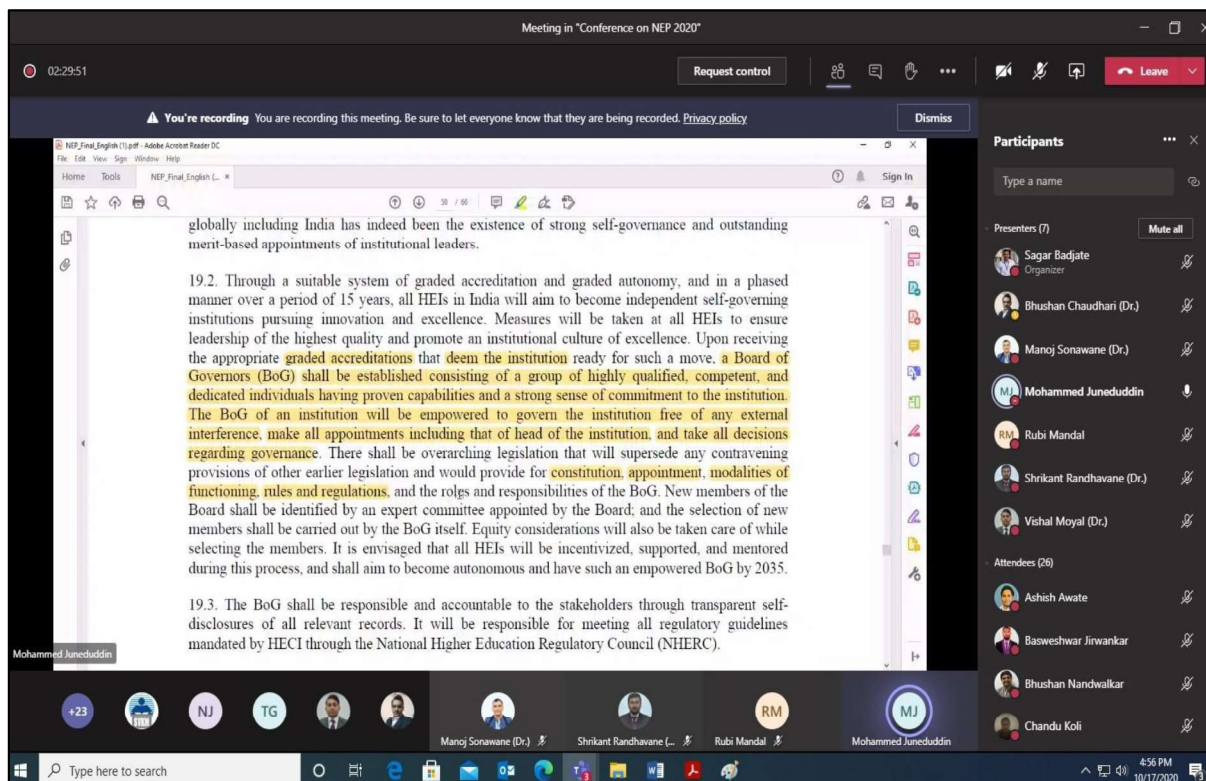 Meeting in "Conference on NEP 2020"
02:29:51
Request control
Leave
You're recording You are recording this meeting. Be sure to let everyone know that they are being recorded. Privacy policy
Dismiss
NEP_Final_English (1).pdf - Adobe Acrobat Reader DC
File Edit View Sign Window Help
Home Tools NEP_Final_English (... ×
Sign In
50 / 66
globally including India has indeed been the existence of strong self-governance and outstanding
merit-based appointments of institutional leaders.
19.2. Through a suitable system of graded accreditation and graded autonomy, and in a phased
manner over a period of 15 years, all HEIs in India will aim to become independent self-governing
institutions pursuing innovation and excellence. Measures will be taken at all HEIs to ensure
leadership of the highest quality and promote an institutional culture of excellence. Upon receiving
the appropriate graded accreditations that deem the institution ready for such a move, a Board of
Governors (BoG) shall be established consisting of a group of highly qualified, competent, and
dedicated individuals having proven capabilities and a strong sense of commitment to the institution.
The BoG of an institution will be empowered to govern the institution free of any external
interference, make all appointments including that of head of the institution, and take all decisions
regarding governance. There shall be overarching legislation that will supersede any contravening
provisions of other earlier legislation and would provide for constitution, appointment, modalities of
functioning, rules and regulations, and the roles and responsibilities of the BoG. New members of the
Board shall be identified by an expert committee appointed by the Board; and the selection of new
members shall be carried out by the BoG itself. Equity considerations will also be taken care of while
selecting the members. It is envisaged that all HEIs will be incentivized, supported, and mentored
during this process, and shall aim to become autonomous and have such an empowered BoG by 2035.
19.3. The BoG shall be responsible and accountable to the stakeholders through transparent self-
disclosures of all relevant records. It will be responsible for meeting all regulatory guidelines
mandated by HECI through the National Higher Education Regulatory Council (NHERC).
Mohammed Juneduddin
Participants
Type a name
Presenters (7)
Mute all
Sagar Badjate
Organizer
Bhushan Chaudhari (Dr.)
Manoj Sonawane (Dr.)
MJ
Mohammed Juneduddin
RM
Rubi Mandal
Shrikant Randhavane (Dr.)
Vishal Moyal (Dr.)
Attendees (26)
Ashish Awate
Basweshwar Jirwankar
Bhushan Nandwalkar
Chandu Koli
+23
NJ
TG
RM
MJ
Manoj Sonawane (Dr.)
Shrikant Randhavane (...
Rubi Mandal
Mohammed Juneduddin
Type here to search
4:56 PM
10/17/2020